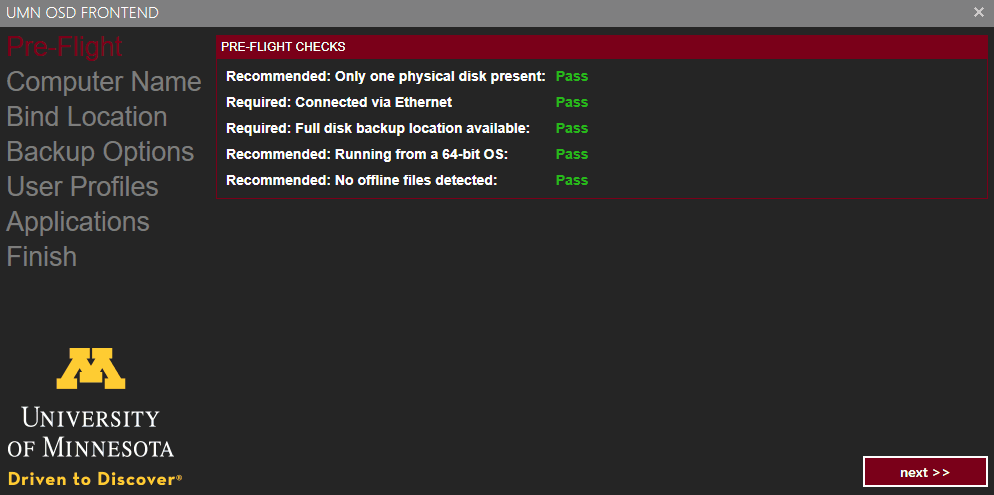 UMN OSD FRONTEND
×
Pre-Flight
Computer Name
Bind Location
Backup Options
User Profiles
Applications
Finish
PRE-FLIGHT CHECKS
Recommended: Only one physical disk present: Pass
Required: Connected via Ethernet Pass
Required: Full disk backup location available: Pass
Recommended: Running from a 64-bit OS: Pass
Recommended: No offline files detected: Pass
M
UNIVERSITY
OF MINNESOTA
Driven to Discover®
next >>